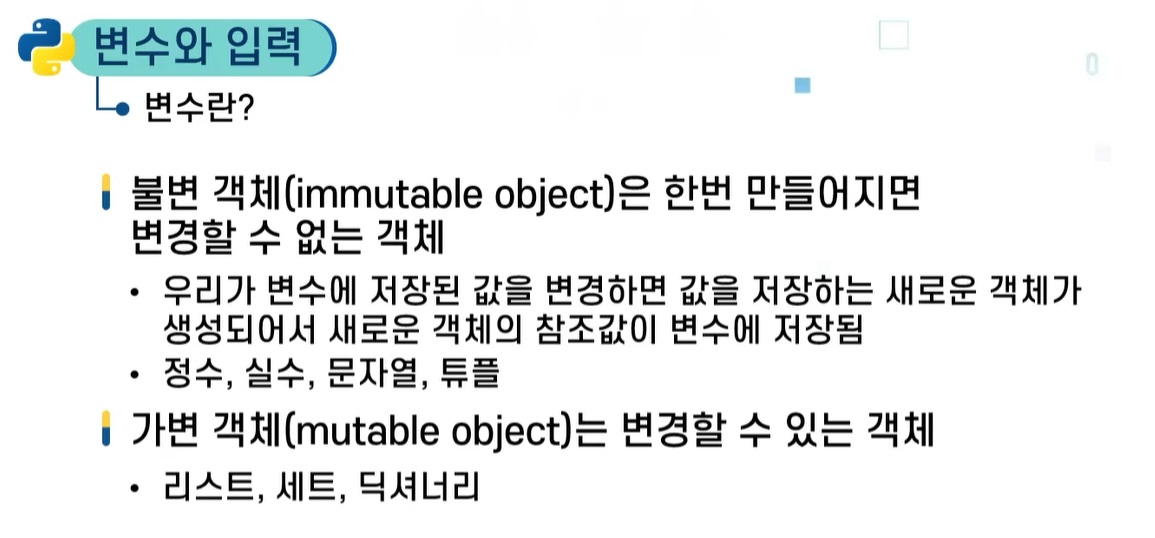 변수와 입력
변수란?
불변 객체(immutable object)은 한번 만들어지면
변경할 수 없는 객체
• 우리가 변수에 저장된 값을 변경하면 값을 저장하는 새로운 객체가
생성되어서 새로운 객체의 참조값이 변수에 저장됨
• 정수, 실수, 문자열, 튜플
가변 객체(mutable object)는 변경할 수 있는 객체
• 리스트, 세트, 딕셔너리